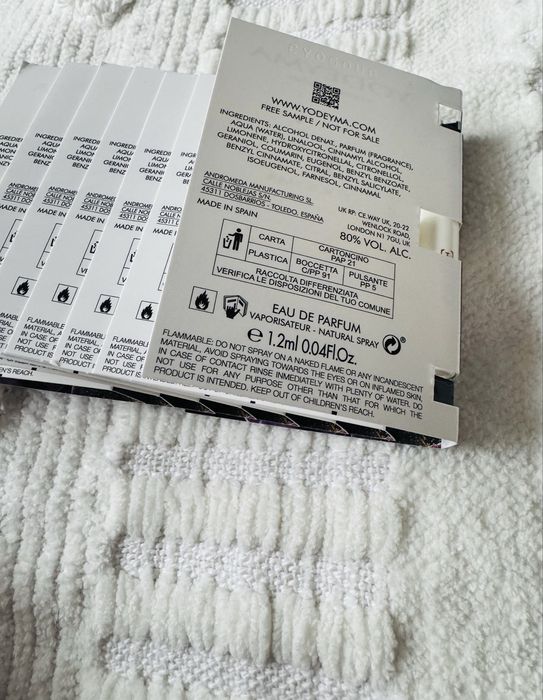 WWW.YODEYMA.COM
FREE SAMPLE / NOT FOR SALE
INGREDIENTS: ALCOHOL DENAT., PARFUM (FRAGRANCE),
AQUA (WATER), LINALOOL, CINNAMYL ALCOHOL,
LIMONENE, HYDROXYCITRONELLAL, CITRONELLOL,
GERANIOL, COUMARIN, EUGENOL, BENZYL BENZOATE,
BENZYL CINNAMATE, CITRAL, BENZYL SALICYLATE,
ISOEUGENOL, FARNESOL, CINNAMAL
ANDROMEDA MANUFACTURING SL
CALLE NOBLEJAS S/N.
45311 DOSBARRIOS - TOLEDO, ESPAÑA
MADE IN SPAIN
UK RP. CE.WAY UK, 20-22
WENLOCK ROAD,
LONDON N1 7GU, UK
80% VOL. ALC.
CARTA CARTONCINO PAP 21
PLASTICA BOCCETTA C/PP 91 PULSANTE PP 5
RACCOLTA DIFFERENZIATA
VERIFICA LE DISPOSIZIONI DEL TUO COMUNE
EAU DE PARFUM
VAPORISATEUR - NATURAL SPRAY
e 1.2ml 0.04Fl.Oz.
FLAMMABLE: DO NOT SPRAY ON A NAKED FLAME OR ANY INCANDESCENT
MATERIAL, AVOID SPRAYING TOWARDS THE EYES OR ON INFLAMED SKIN,
IN CASE OF CONTACT RINSE IMMEDIATELY WITH PLENTY OF WATER. DO
NOT USE FOR ANY PURPOSE OTHER THAN THAT FOR WHICH THE
PRODUCT IS INTENDED. KEEP OUT OF CHILDREN'S REACH.